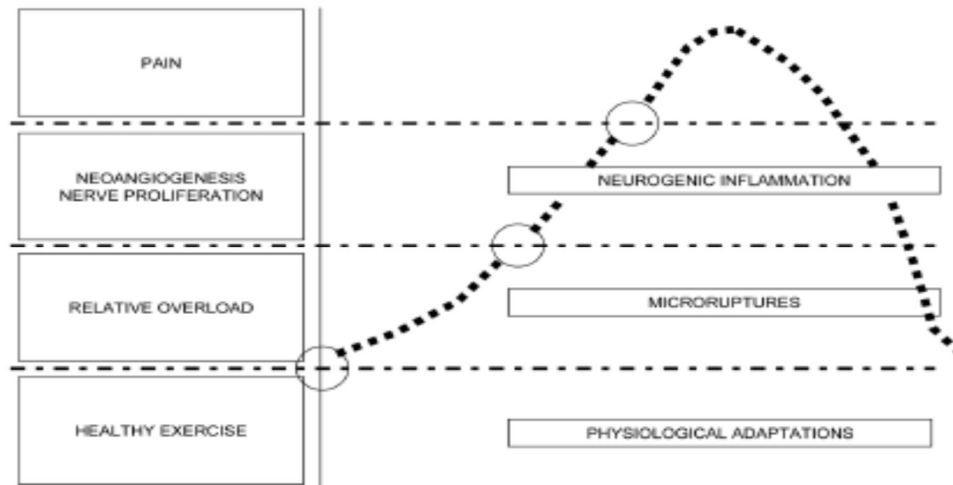 PAIN
NEOANGIOGENESIS
NERVE PROLIFERATION
NEUROGENIC INFLAMMATION
RELATIVE OVERLOAD
MICRORUPTURES
HEALTHY EXERCISE
PHYSIOLOGICAL ADAPTATIONS